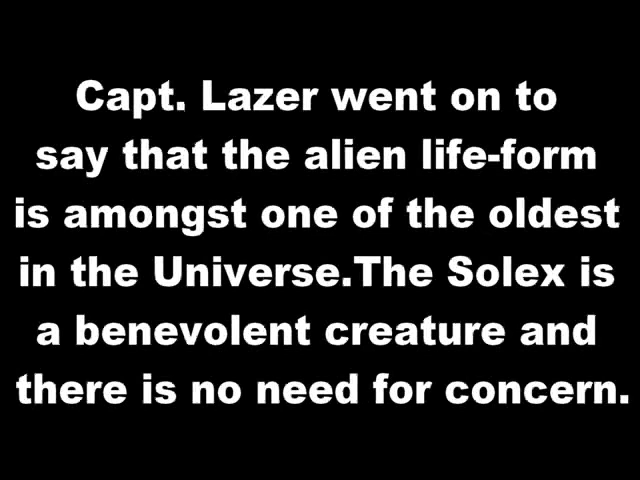 Capt. Lazer went on to
say that the alien life-form
is amongst one of the oldest
in the Universe.The Solex is
a benevolent creature and
there is no need for concern.